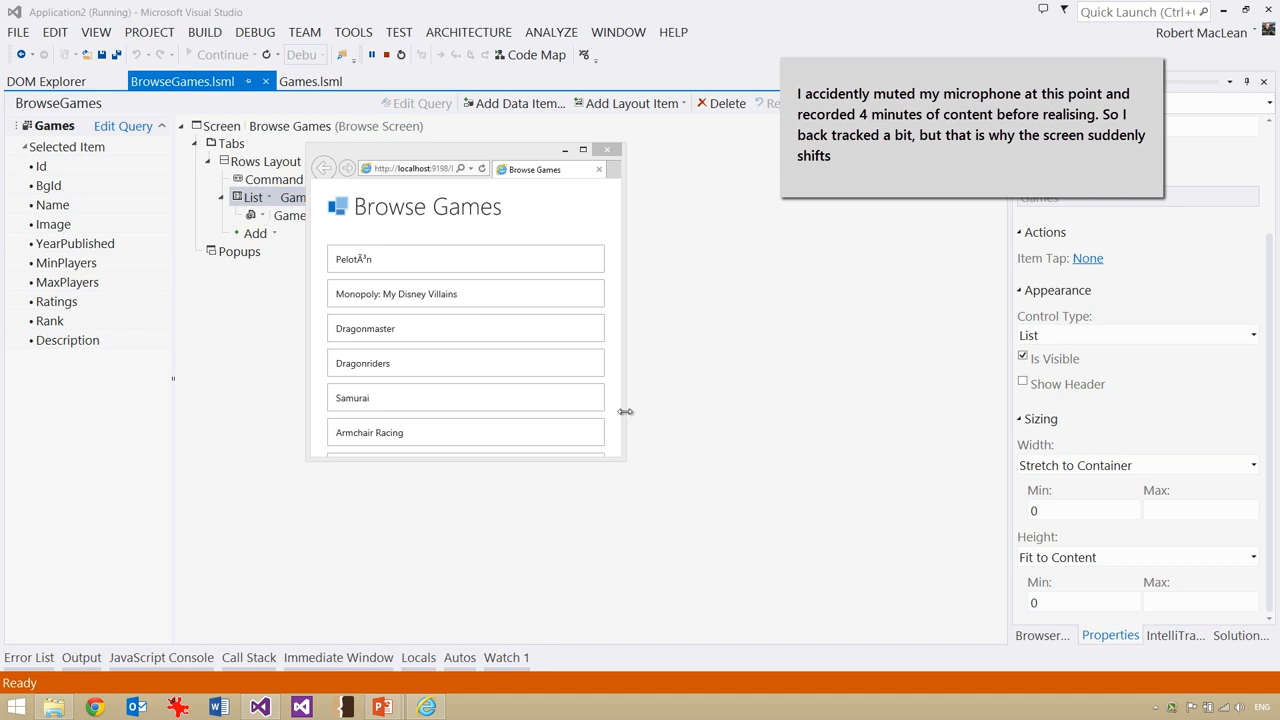 Application2 (Running) - Microsoft Visual Studio
Quick Launch (Ctrl+
FILE EDIT VIEW PROJECT BUILD DEBUG TEAM TOOLS TEST ARCHITECTURE ANALYZE WINDOW HELP
Robert MacLean
Continue Debu Code Map
DOM Explorer BrowseGames.lsml Games.lsml
BrowseGames
Edit Query Add Data Item... Add Layout Item Delete Re
I accidently muted my microphone at this point and
recorded 4 minutes of content before realising. So I
back tracked a bit, but that is why the screen suddenly
shifts
Games Edit Query
Selected Item
• Id
• BgId
• Name
• Image
• YearPublished
• MinPlayers
• MaxPlayers
• Ratings
• Rank
• Description
Screen Browse Games (Browse Screen)
Tabs
Rows Layout
Command
List Gam
Game
+ Add
Popups
http://localhost:9198/ Browse Games
Browse Games
PelotÃ³n
Monopoly: My Disney Villains
Dragonmaster
Dragonriders
Samurai
Armchair Racing
Games
Actions
Item Tap: None
Appearance
Control Type:
List
Is Visible
Show Header
Sizing
Width:
Stretch to Container
Min: Max:
0
Height:
Fit to Content
Min: Max:
0
Browser... Properties IntelliTra... Solution...
Error List Output JavaScript Console Call Stack Immediate Window Locals Autos Watch 1
Ready
ENG